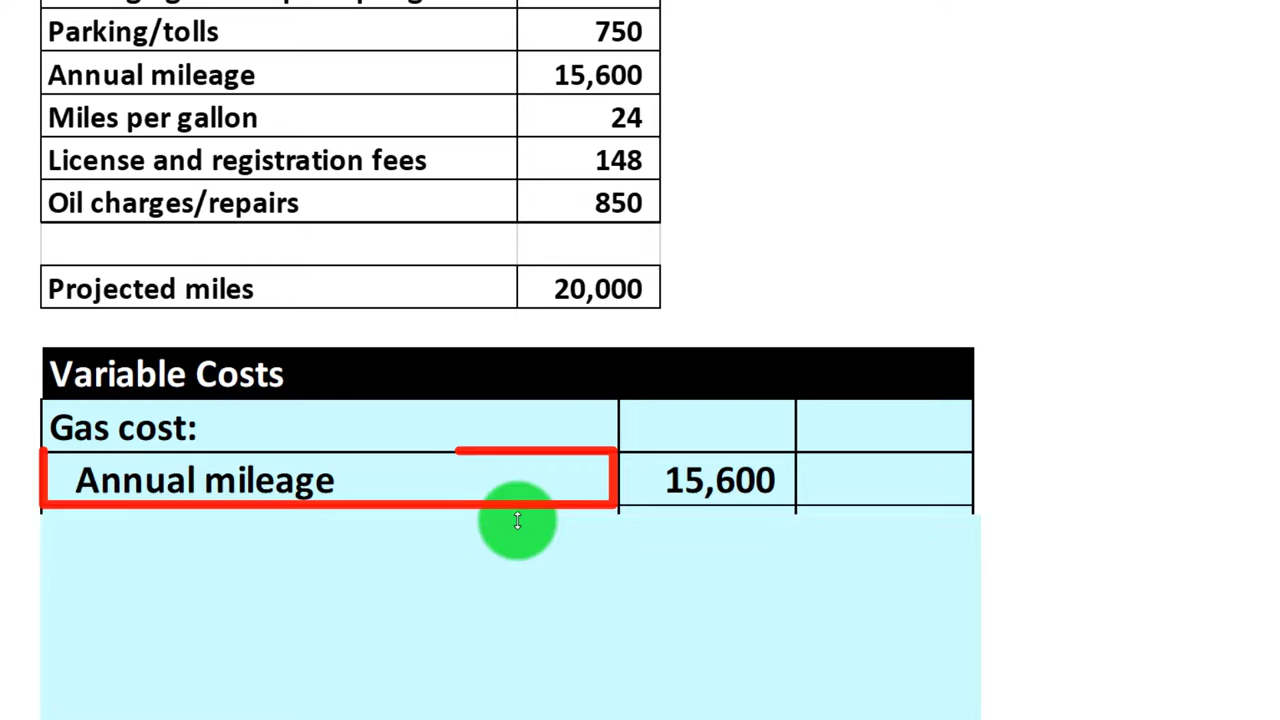 Parking/tolls 750
Annual mileage 15,600
Miles per gallon 24
License and registration fees 148
Oil charges/repairs 850
Projected miles 20,000
Variable Costs
Gas cost:
Annual mileage 15,600